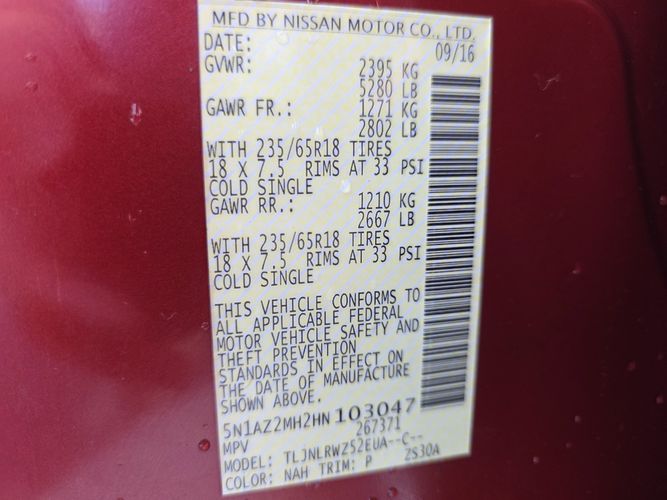 MFD BY NISSAN MOTOR CO., LTD.
DATE: 09/16
GVWR: 2395 KG
5280 LB
GAWR FR.: 1271 KG
2802 LB
WITH 235/65R18 TIRES
18 X 7.5 RIMS AT 33 PSI
COLD SINGLE
GAWR RR.: 1210 KG
2667 LB
WITH 235/65R18 TIRES
18 X 7.5 RIMS AT 33 PSI
COLD SINGLE
THIS VEHICLE CONFORMS TO
ALL APPLICABLE FEDERAL
MOTOR VEHICLE SAFETY AND
THEFT PREVENTION
STANDARDS IN EFFECT ON
THE DATE OF MANUFACTURE
SHOWN ABOVE.
5N1AZ2MH2HN103047
MPV 267371
MODEL: TLJNLRWZ52EUA--C--
COLOR: NAH TRIM: P ZS30A